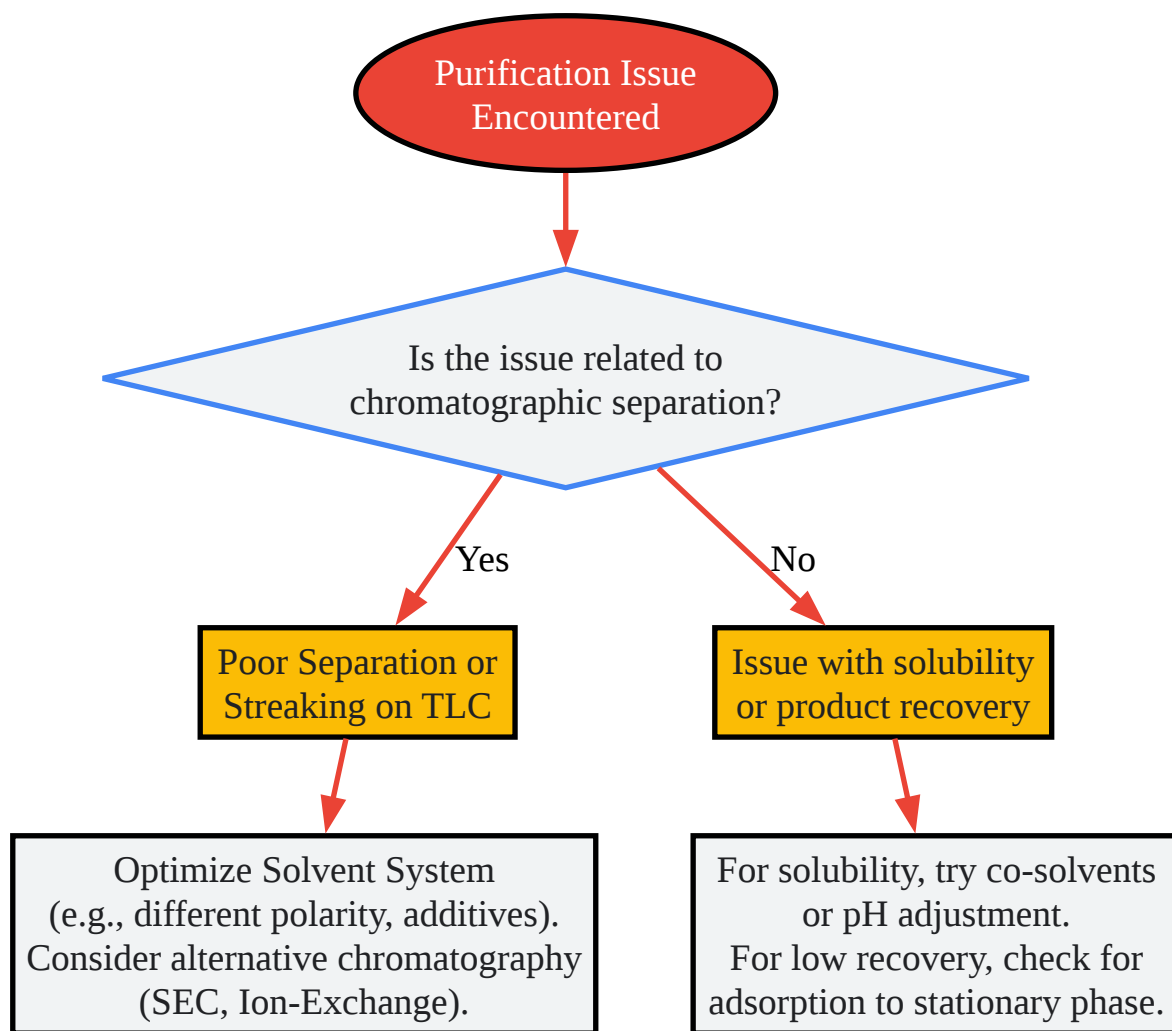 Purification Issue
Encountered
Is the issue related to
chromatographic separation?
Yes
No
Poor Separation or
Streaking on TLC
Issue with solubility
or product recovery
Optimize Solvent System
(e.g., different polarity, additives).
Consider alternative chromatography
(SEC, Ion-Exchange).
For solubility, try co-solvents
or pH adjustment.
For low recovery, check for
adsorption to stationary phase.